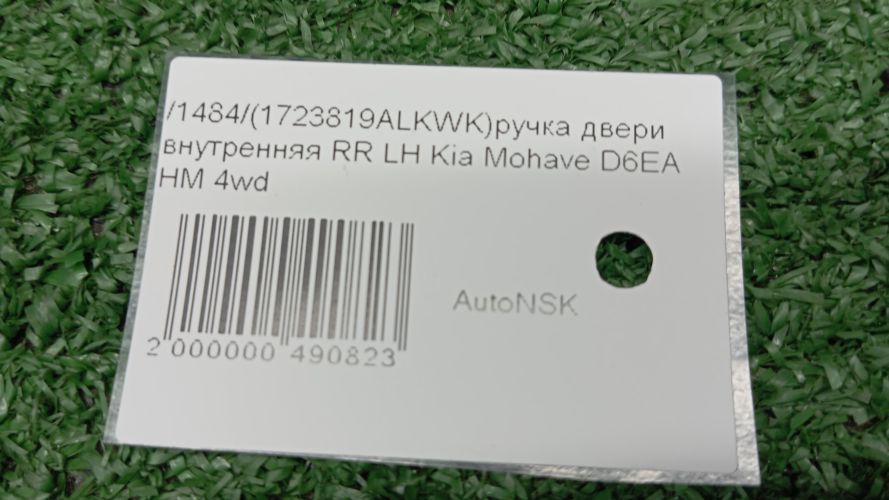 /1484/(1723819ALKWK)ручка двери
внутренняя RR LH Kia Mohave D6EA
HM 4wd
AutoNSK
2 000000 490823